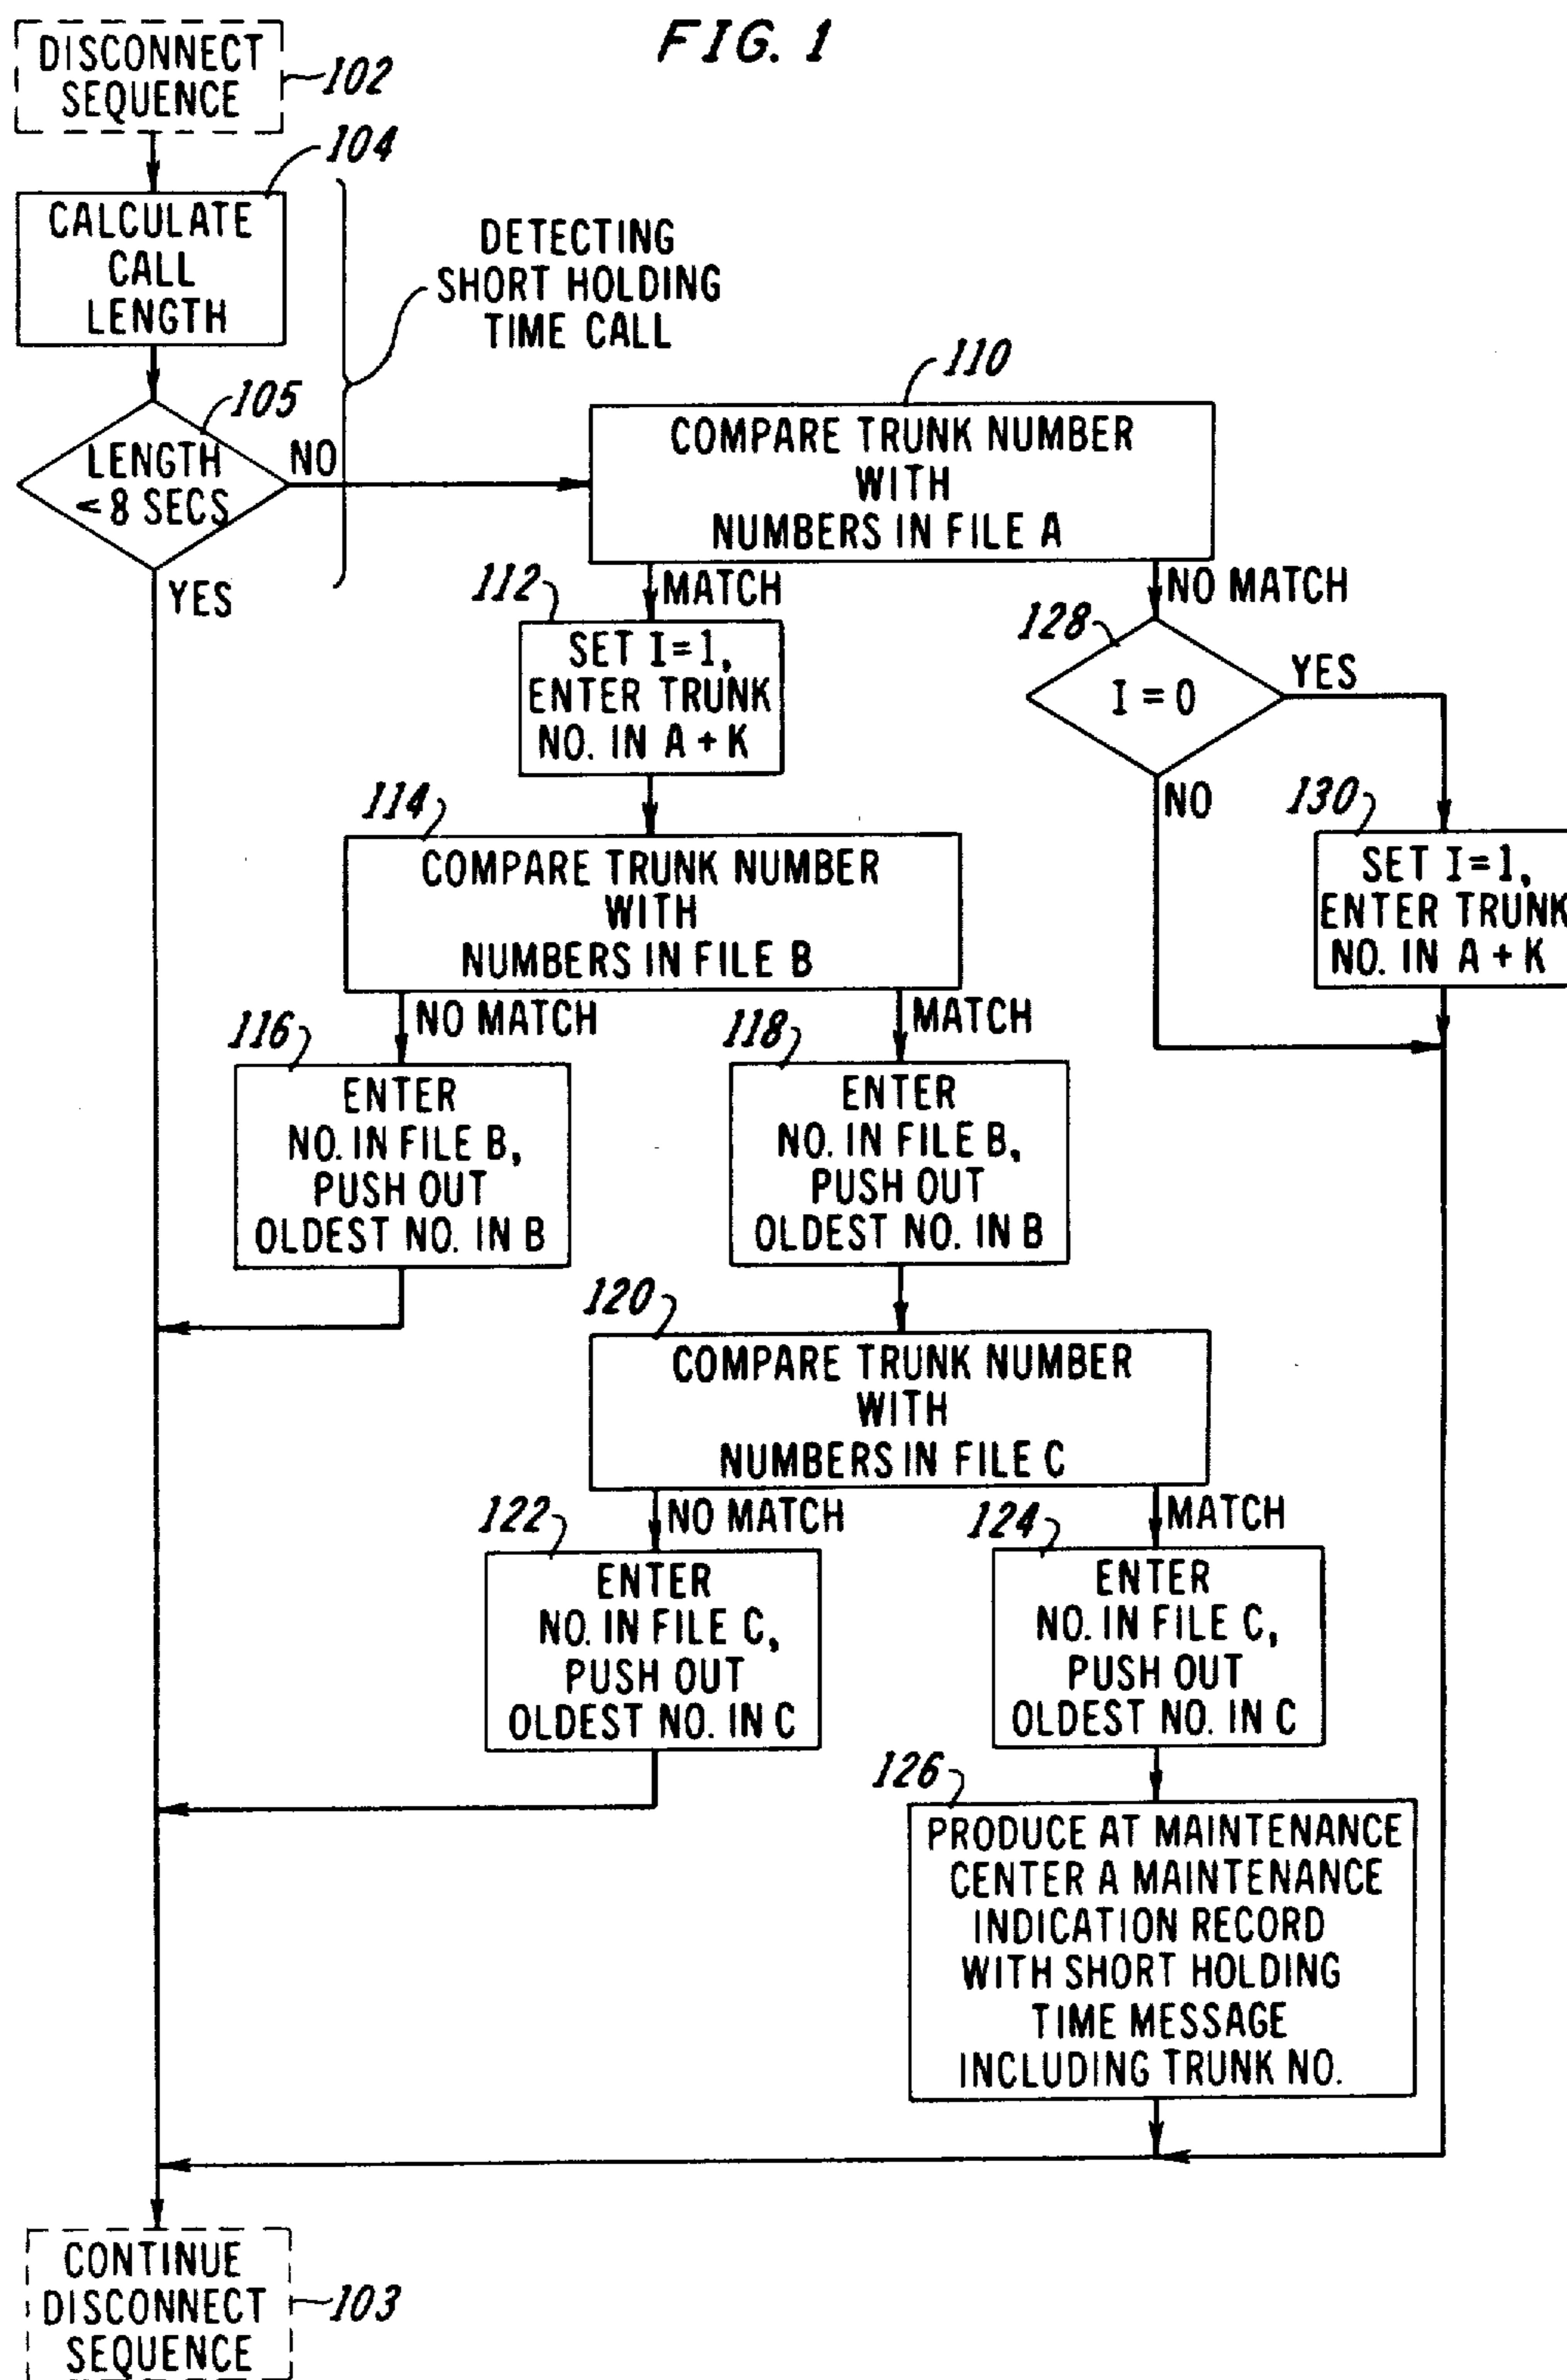 FIG. 1
DISCONNECT
SEQUENCE
102
104
CALCULATE
CALL
LENGTH
DETECTING
SHORT HOLDING
TIME CALL
105
LENGTH
< 8 SECS
NO
YES
110
COMPARE TRUNK NUMBER
WITH
NUMBERS IN FILE A
MATCH
NO MATCH
112
SET I=1,
ENTER TRUNK
NO. IN A + K
128
I = 0
YES
NO
130
SET I=1,
ENTER TRUNK
NO. IN A + K
114
COMPARE TRUNK NUMBER
WITH
NUMBERS IN FILE B
NO MATCH
MATCH
116
ENTER
NO. IN FILE B,
PUSH OUT
OLDEST NO. IN B
118
ENTER
NO. IN FILE B,
PUSH OUT
OLDEST NO. IN B
120
COMPARE TRUNK NUMBER
WITH
NUMBERS IN FILE C
NO MATCH
MATCH
122
ENTER
NO. IN FILE C,
PUSH OUT
OLDEST NO. IN C
124
ENTER
NO. IN FILE C,
PUSH OUT
OLDEST NO. IN C
126
PRODUCE AT MAINTENANCE
CENTER A MAINTENANCE
INDICATION RECORD
WITH SHORT HOLDING
TIME MESSAGE
INCLUDING TRUNK NO.
CONTINUE
DISCONNECT
SEQUENCE
103